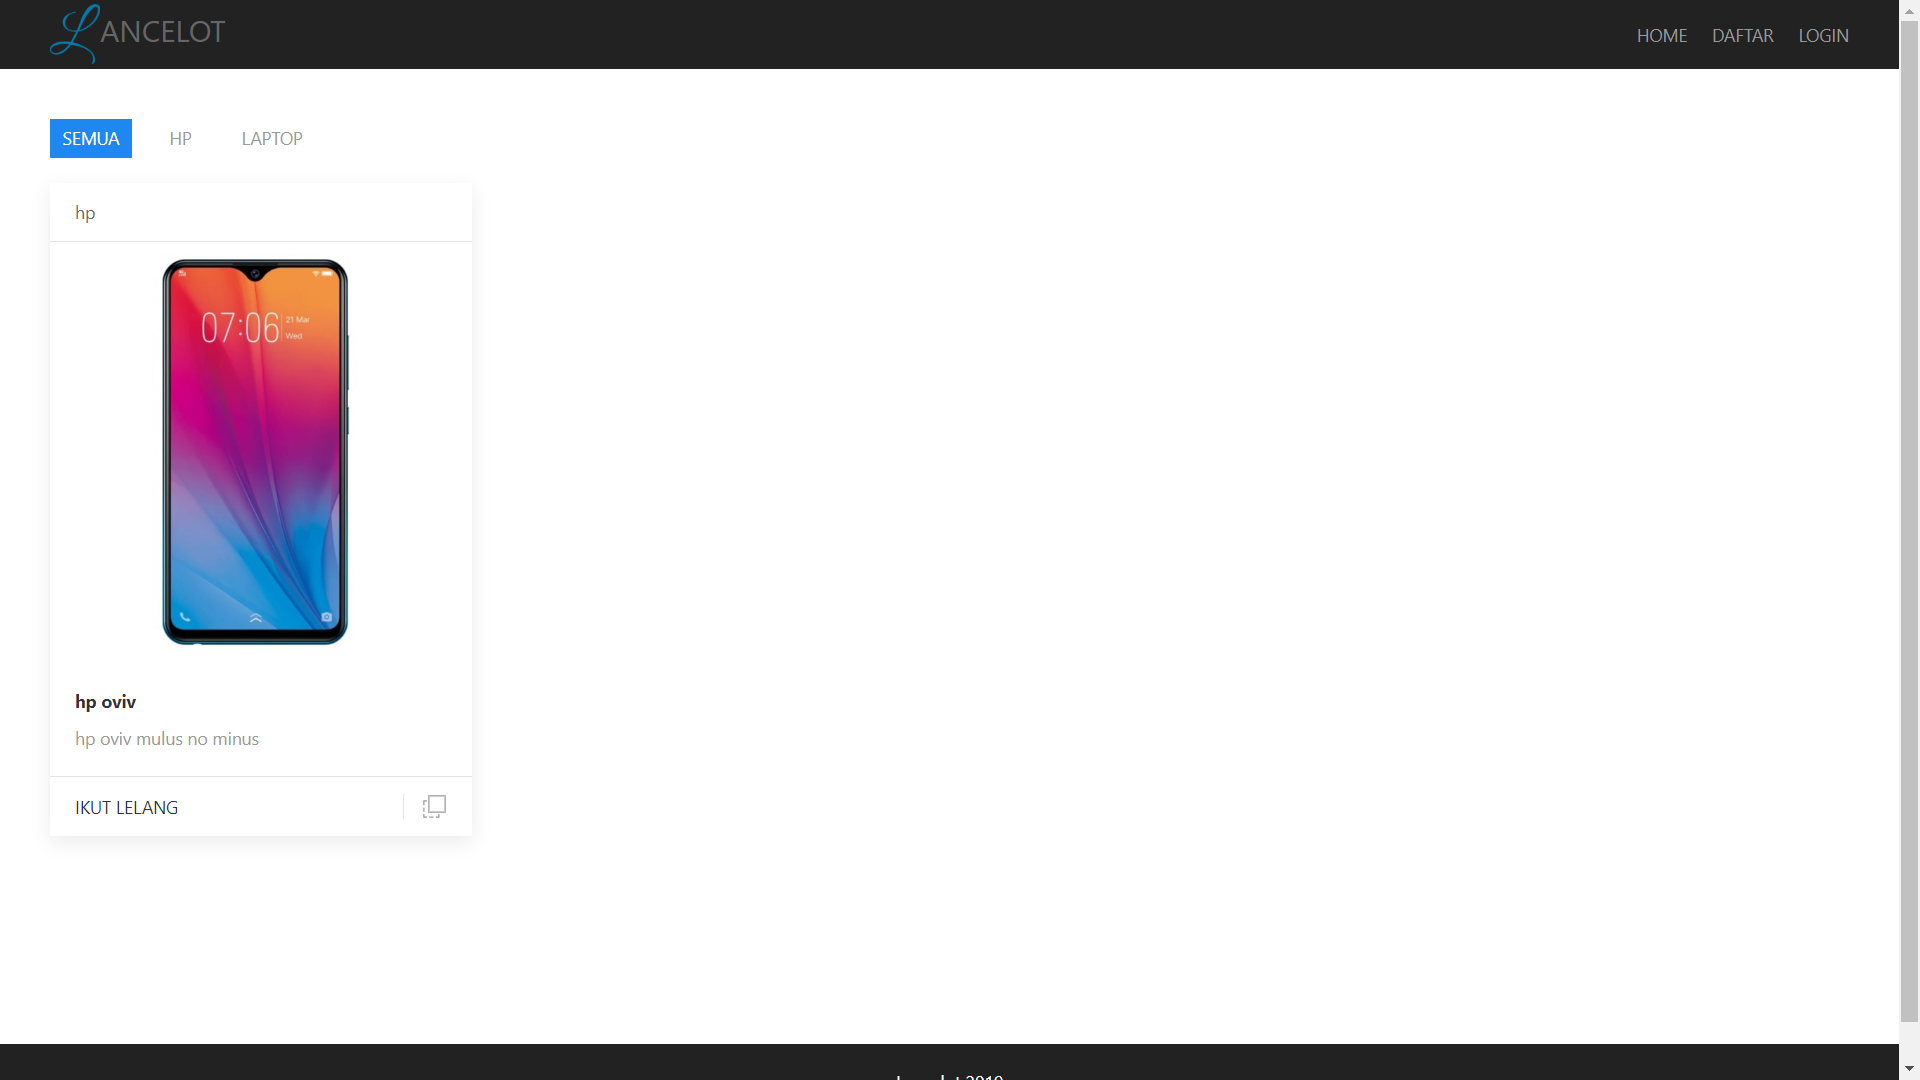 LANCELOT
HOME DAFTAR LOGIN
SEMUA HP LAPTOP
hp
07:06
21 Mar
Wed
hp oviv
hp oviv mulus no minus
IKUT LELANG